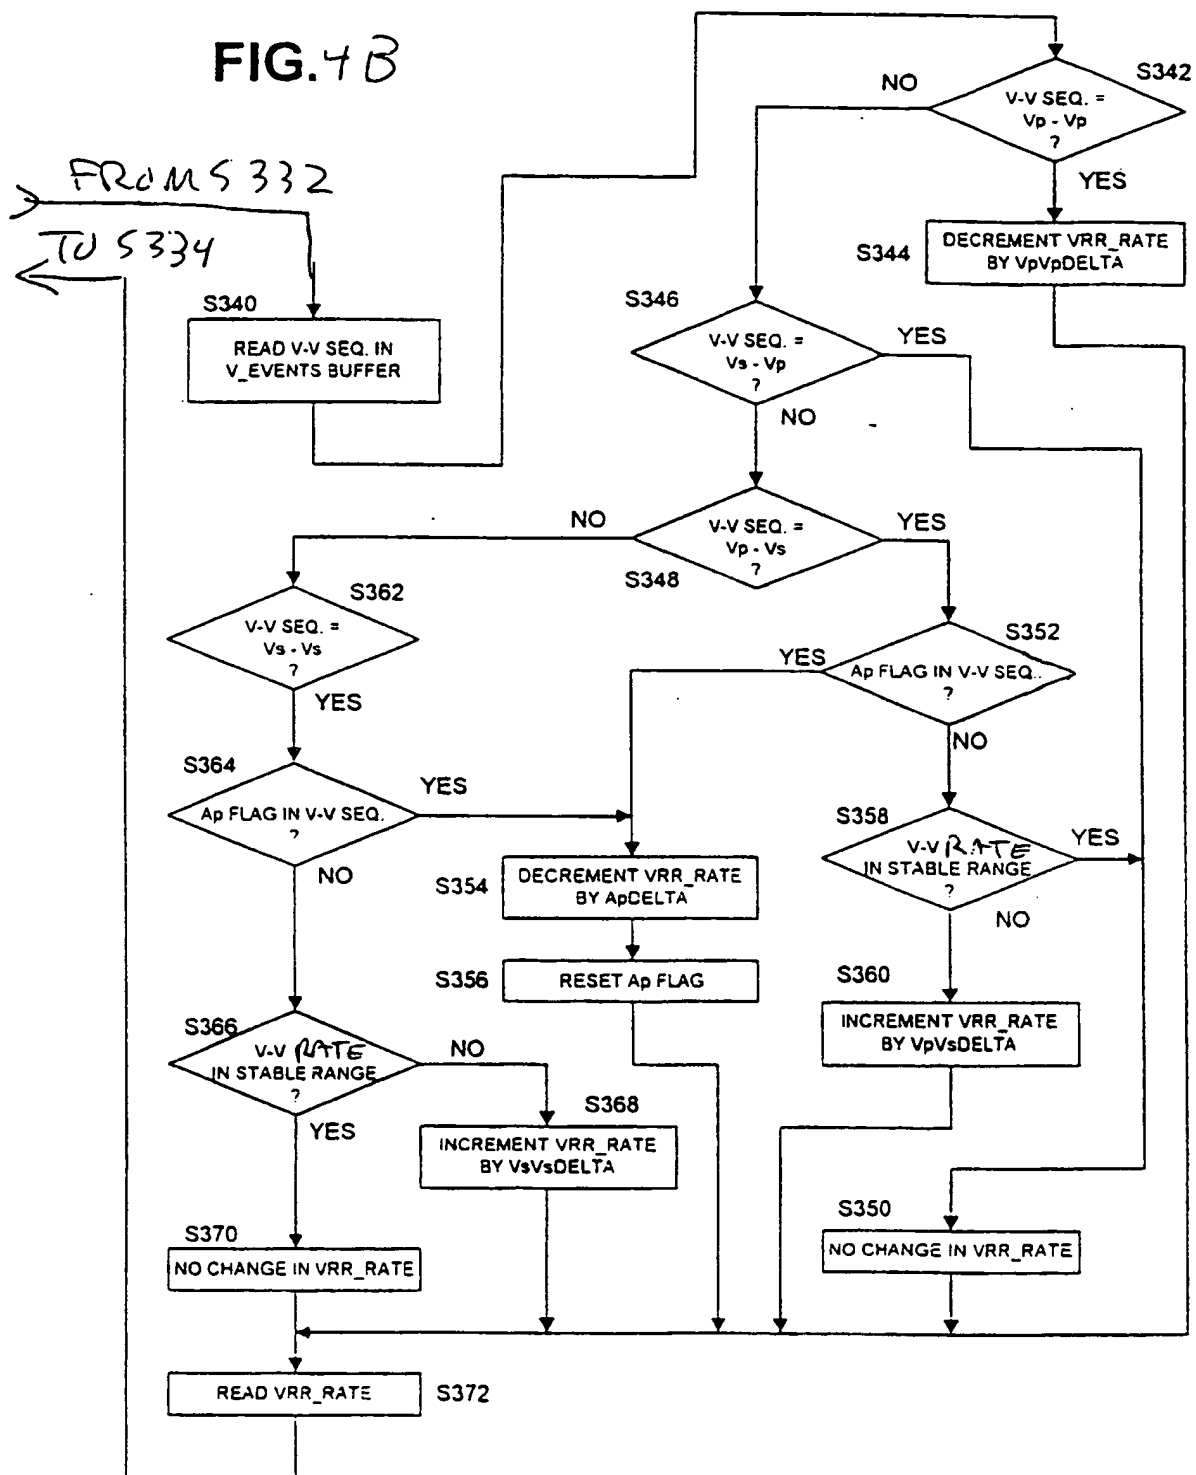 FIG. 4B
FROM S332
TO S334
S340
READ V-V SEQ. IN
V_EVENTS BUFFER
S342
V-V SEQ. =
Vp - Vp
?
NO
YES
S344
DECREMENT VRR_RATE
BY VpVpDELTA
S346
V-V SEQ. =
Vs - Vp
?
YES
NO
S348
V-V SEQ. =
Vp - Vs
?
NO
YES
S362
V-V SEQ. =
Vs - Vs
?
YES
S352
Ap FLAG IN V-V SEQ..
?
YES
NO
S364
Ap FLAG IN V-V SEQ.
?
YES
NO
S354
DECREMENT VRR_RATE
BY ApDELTA
S356
RESET Ap FLAG
S358
V-V RATE
IN STABLE RANGE
?
YES
NO
S360
INCREMENT VRR_RATE
BY VpVsDELTA
S366
V-V RATE
IN STABLE RANGE
?
NO
YES
S368
INCREMENT VRR_RATE
BY VsVsDELTA
S350
NO CHANGE IN VRR_RATE
S370
NO CHANGE IN VRR_RATE
READ VRR_RATE
S372